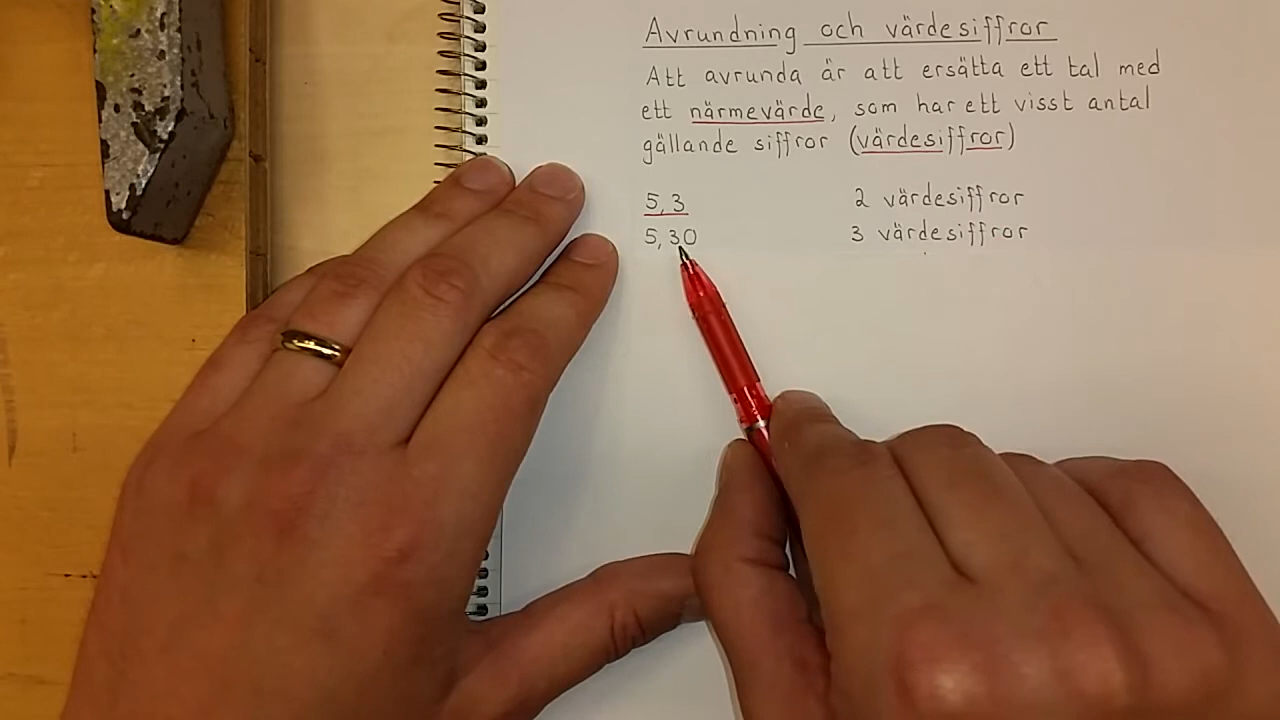 Avrundning och värdesiffror
Att avrunda är att ersätta ett tal med
ett närmevärde, som har ett visst antal
gällande siffror (värdesiffror)
5,3 2 värdesiffror
5,30 3 värdesiffror